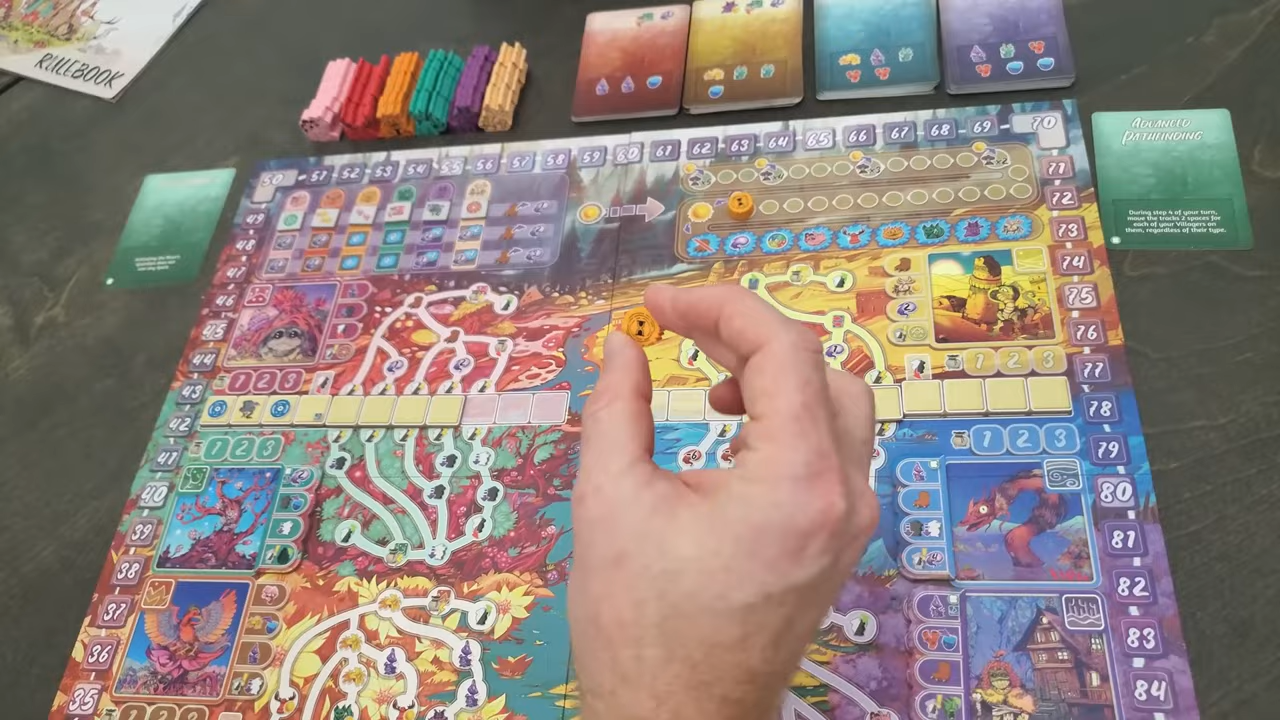 RULEBOOK
50 51 52 53 54 55 56 57 58 59 60 61 62 63 64 65 66 67 68 69 70
ADVANCED
PATHFINDING
During step 4 of your turn,
move the tracks 2 spaces for
each of your Villagers on
them, regardless of their type.
49
48
47
46
45
44
43
42
41
40
39
38
37
36
35
71
72
73
74
75
76
77
78
79
80
81
82
83
84
1 2 3
1 2 3
1 2 3
1 2 3